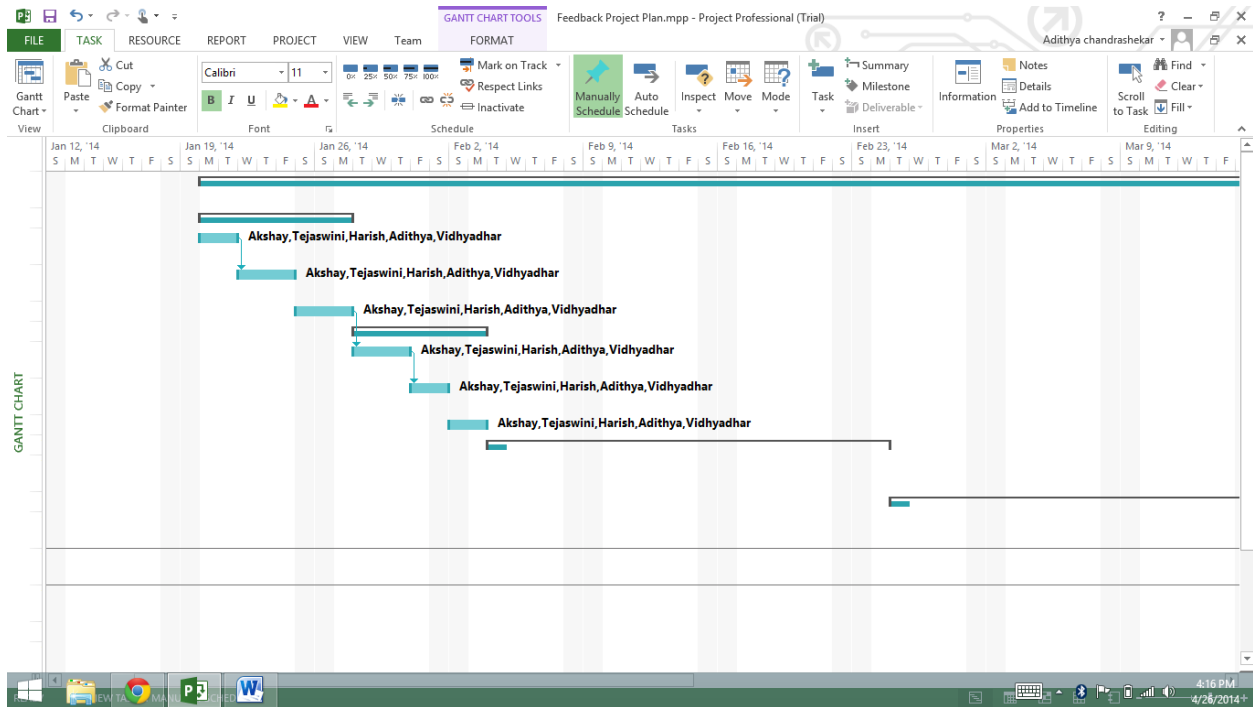 GANTT CHART TOOLS Feedback Project Plan.mpp - Project Professional (Trial) ?
FILE TASK RESOURCE REPORT PROJECT VIEW Team FORMAT Adithya chandrashekar
Cut Calibri 11 0× 25× 50× 75× 100× Mark on Track Summary Notes Find
Copy Respect Links Milestone Details Clear
Gantt Chart Paste Format Painter B I U A Inactivate Manually Schedule Auto Schedule Inspect Move Mode Task Deliverable Information Add to Timeline Scroll to Task Fill
View Clipboard Font Schedule Tasks Insert Properties Editing
Jan 12, '14 Jan 19, '14 Jan 26, '14 Feb 2, '14 Feb 9, '14 Feb 16, '14 Feb 23, '14 Mar 2, '14 Mar 9, '14
S M T W T F S S M T W T F S S M T W T F S S M T W T F S S M T W T F S S M T W T F S S M T W T F S S M T W T F S S M T W T F
Akshay,Tejaswini,Harish,Adithya,Vidhyadhar
Akshay,Tejaswini,Harish,Adithya,Vidhyadhar
Akshay,Tejaswini,Harish,Adithya,Vidhyadhar
Akshay,Tejaswini,Harish,Adithya,Vidhyadhar
Akshay,Tejaswini,Harish,Adithya,Vidhyadhar
Akshay,Tejaswini,Harish,Adithya,Vidhyadhar
GANTT CHART
4:16 PM
4/26/2014